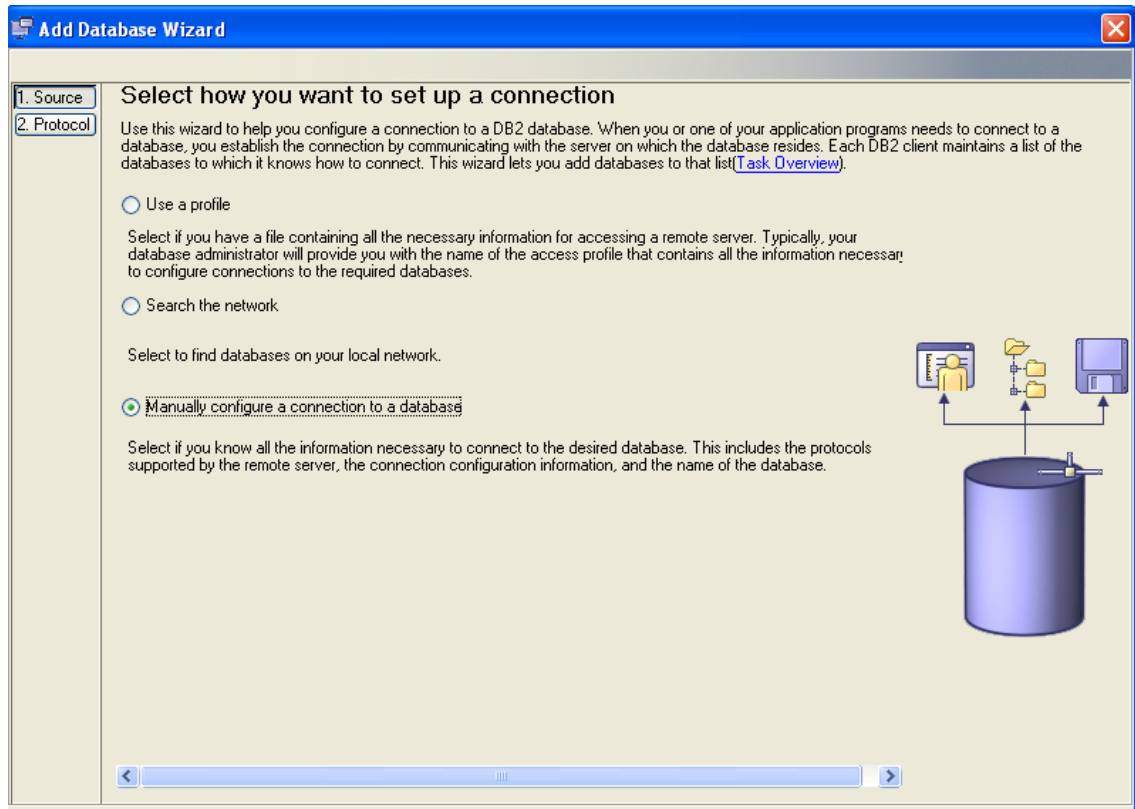 Add Database Wizard
1. Source
2. Protocol
Select how you want to set up a connection
Use this wizard to help you configure a connection to a DB2 database. When you or one of your application programs needs to connect to a
database, you establish the connection by communicating with the server on which the database resides. Each DB2 client maintains a list of the
databases to which it knows how to connect. This wizard lets you add databases to that list(Task Overview).
Use a profile
Select if you have a file containing all the necessary information for accessing a remote server. Typically, your
database administrator will provide you with the name of the access profile that contains all the information necessary
to configure connections to the required databases.
Search the network
Select to find databases on your local network.
Manually configure a connection to a database
Select if you know all the information necessary to connect to the desired database. This includes the protocols
supported by the remote server, the connection configuration information, and the name of the database.